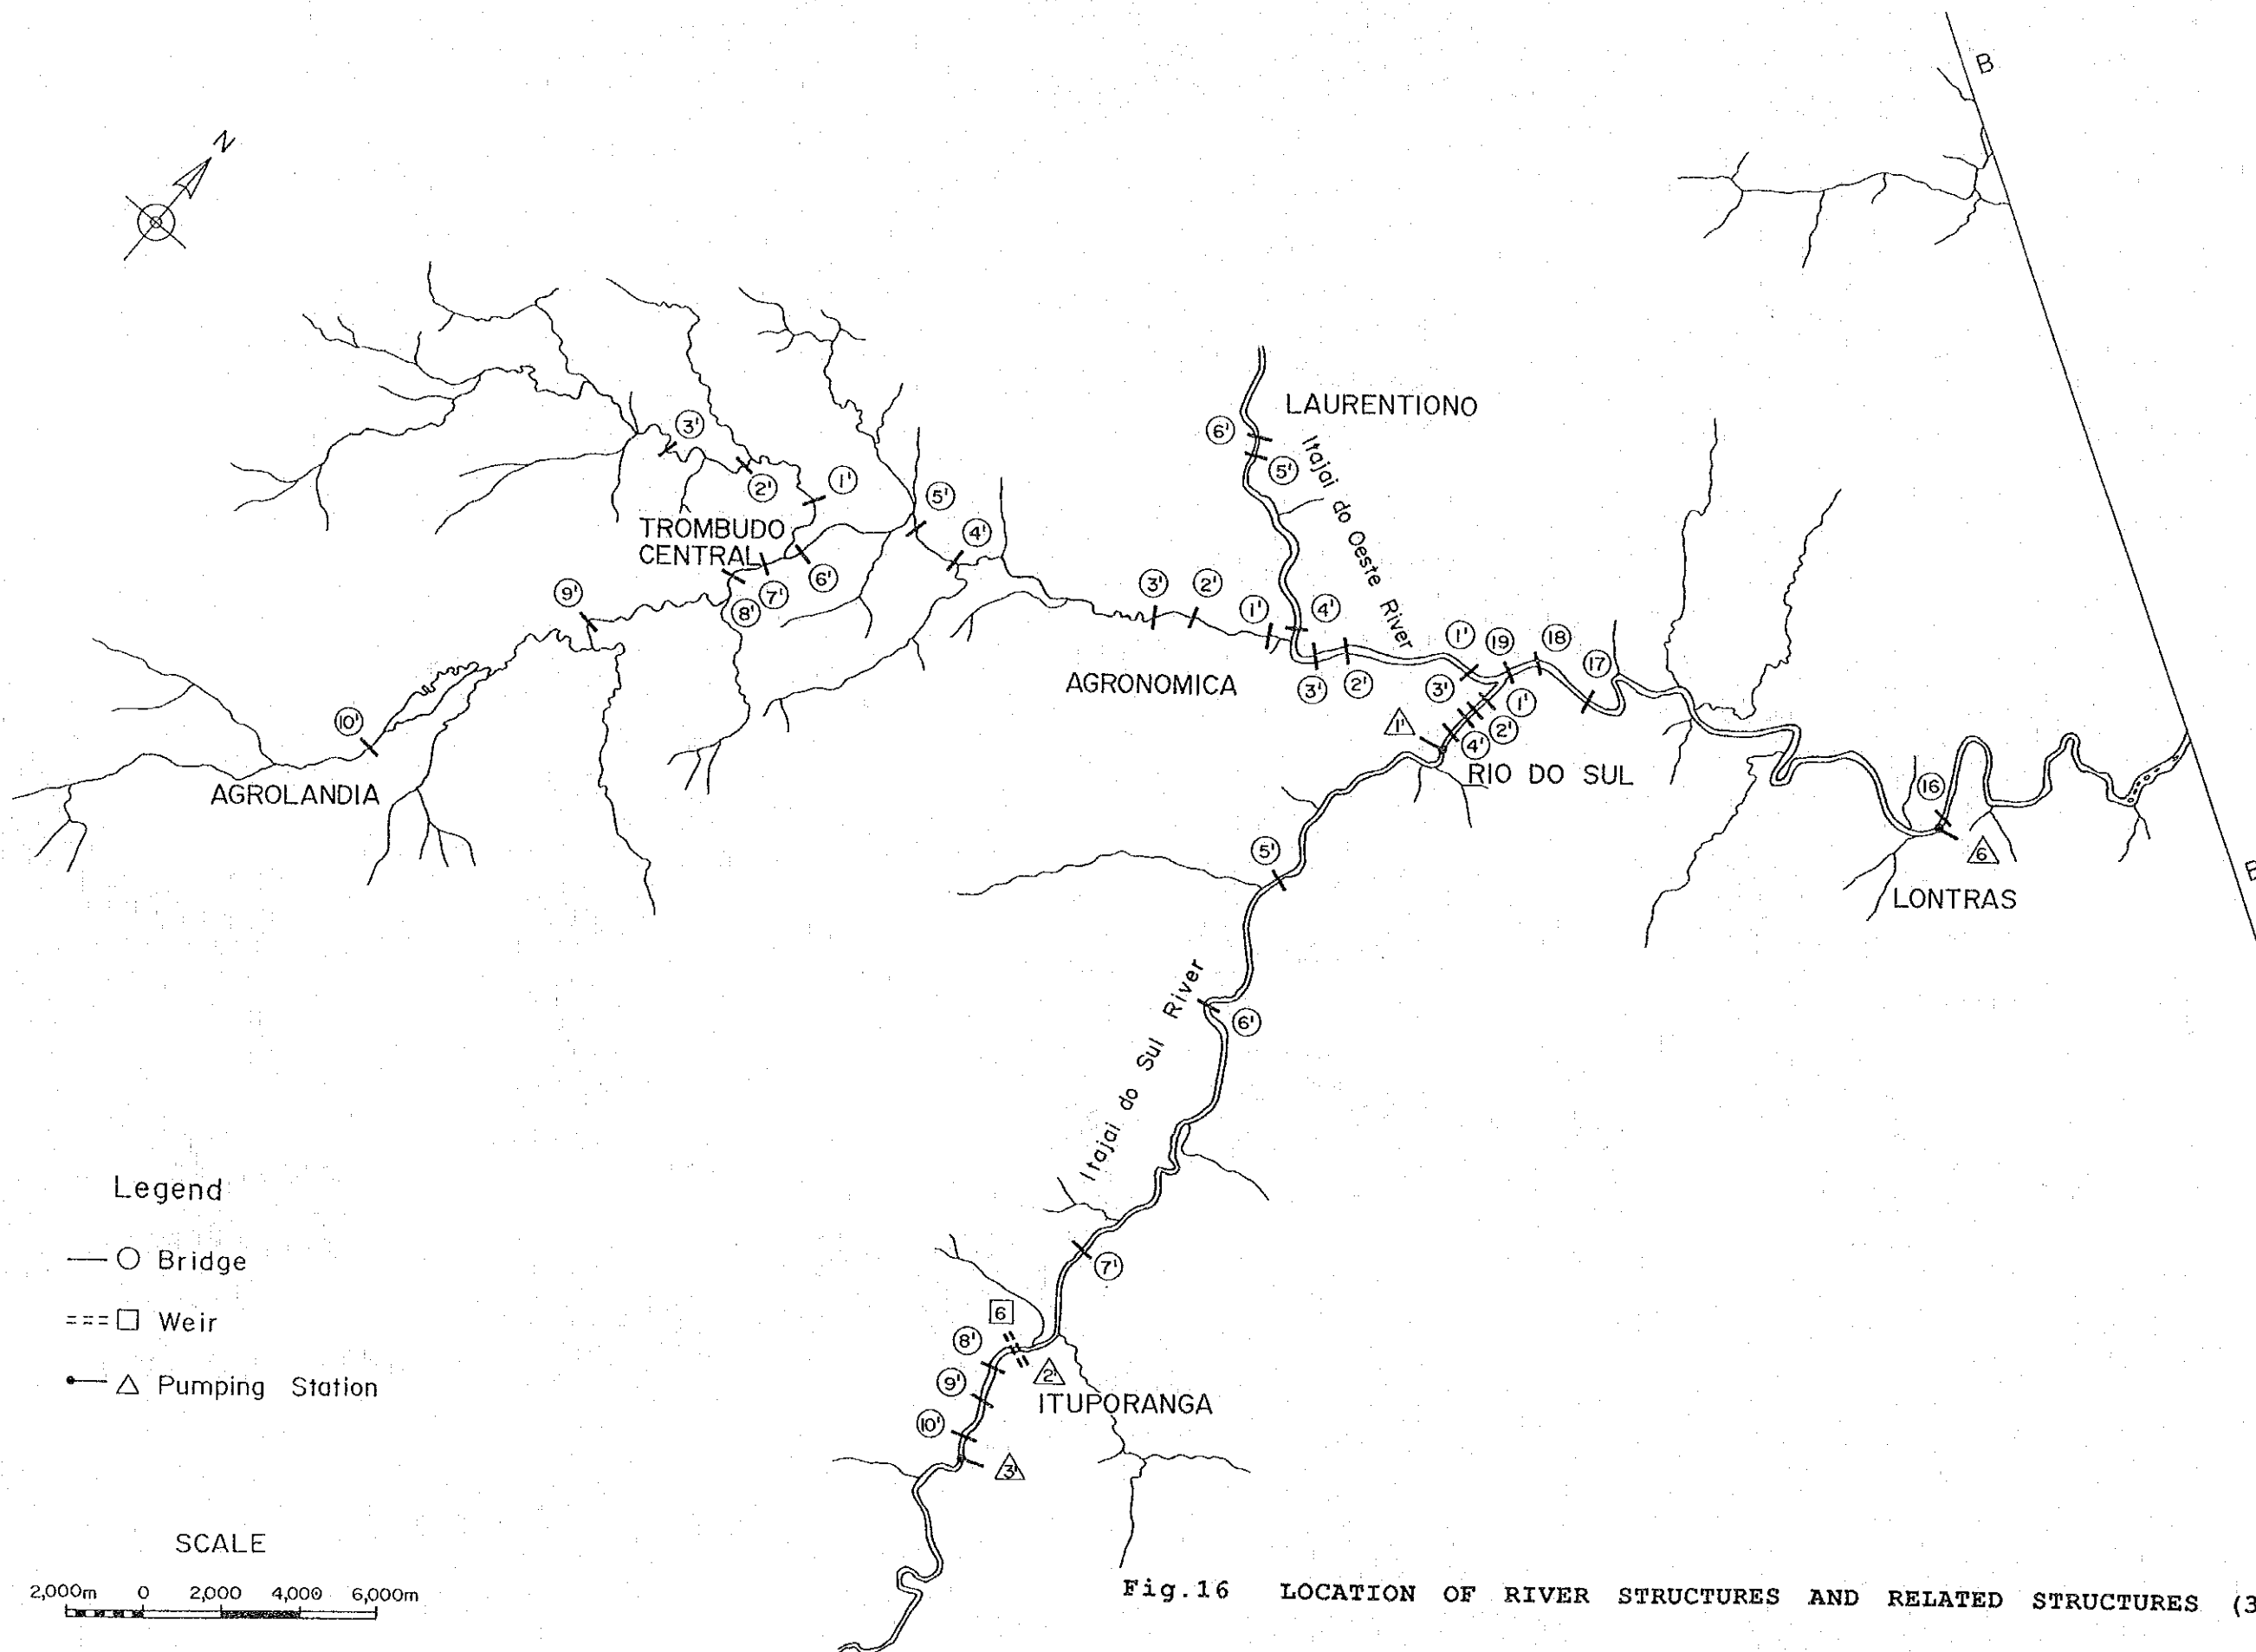 B
N
LAURENTIONO
6'
Itajai do Oeste River
3'
5'
1'
2'
5'
TRÔMBUDO
CENTRAL
4'
6'
9'
3'
2'
7'
1'
4'
8'
1'
19
18
17
AGRONOMICA
3'
2'
3'
1'
10'
1'
2'
4'
RIO DO SUL
AGROLANDIA
16
5'
6
B
LONTRAS
Itajai do Sul River
6'
Legend
Bridge
7'
6
Weir
8'
2'
Pumping Station
9'
ITUPORANGA
10'
3'
SCALE
2,000m 0 2,000 4,000 6,000m
Fig.16 LOCATION OF RIVER STRUCTURES AND RELATED STRUCTURES (3